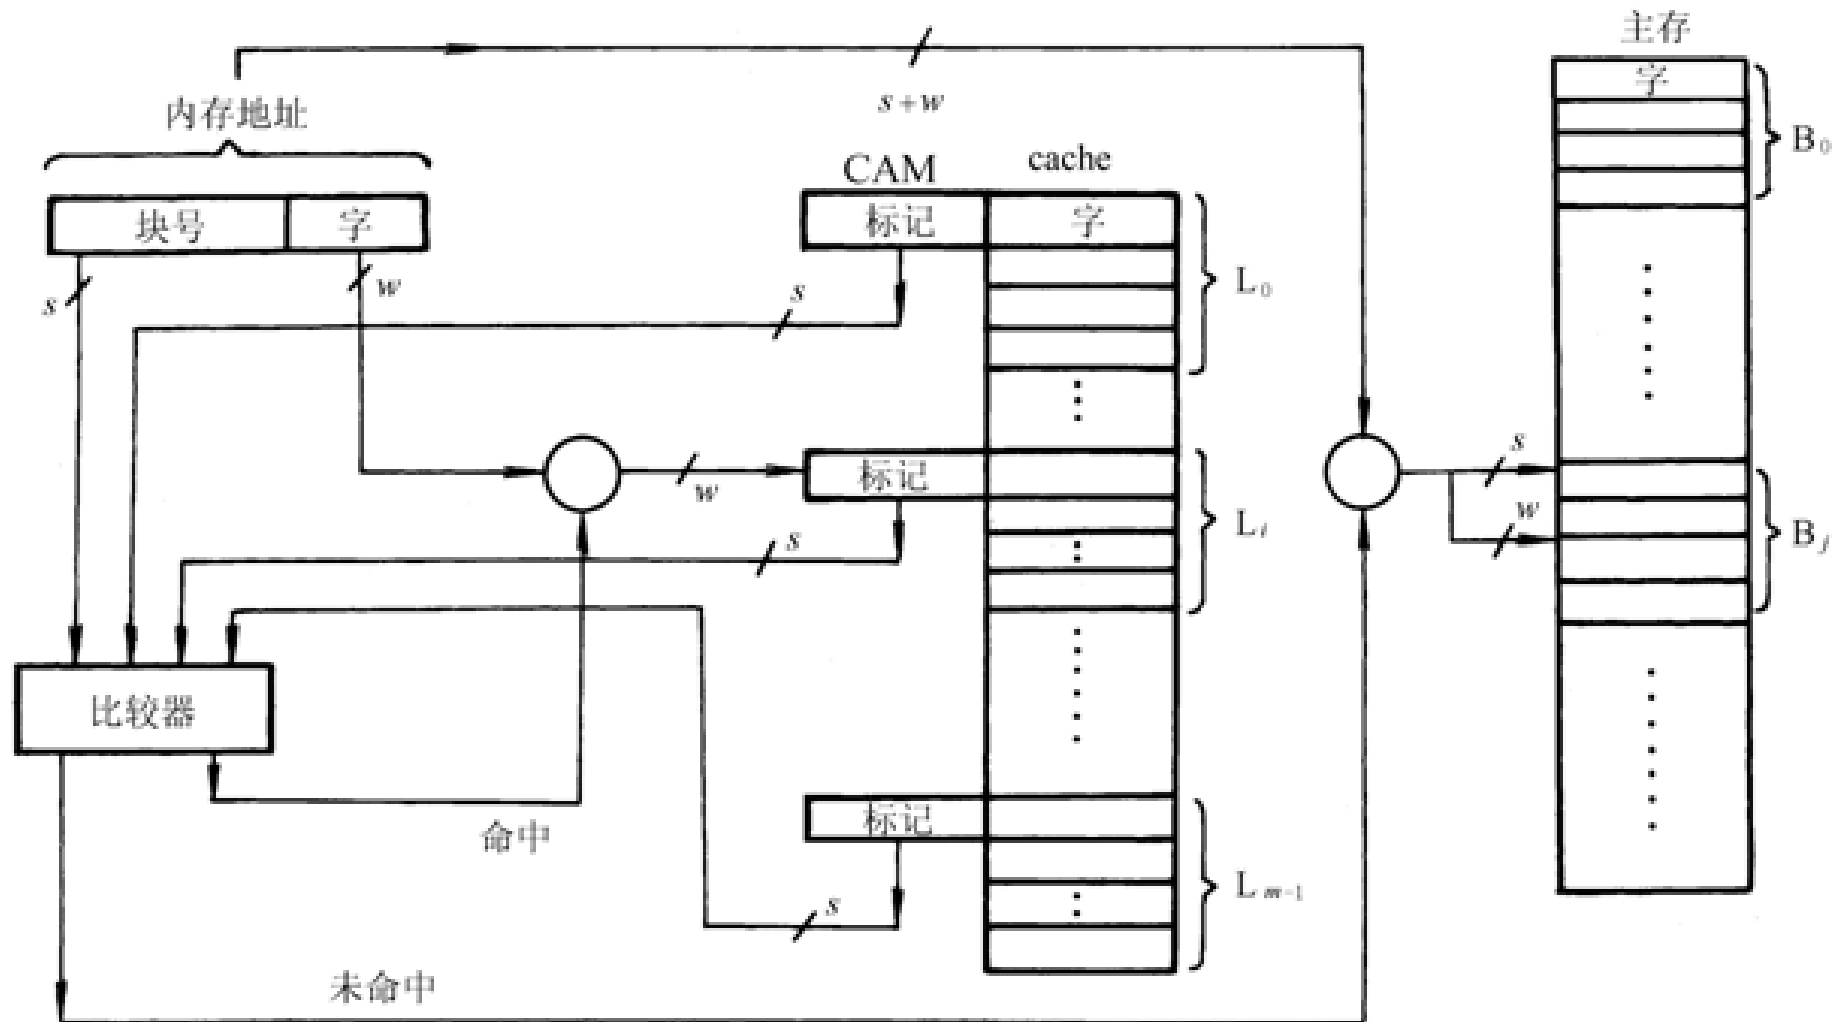 主存
字
B0
s+w
内存地址
CAM
cache
块号
字
标记
字
L0
s
w
s
标记
w
s
Li
s
w
Bj
比较器
命中
标记
s
Lm-1
未命中